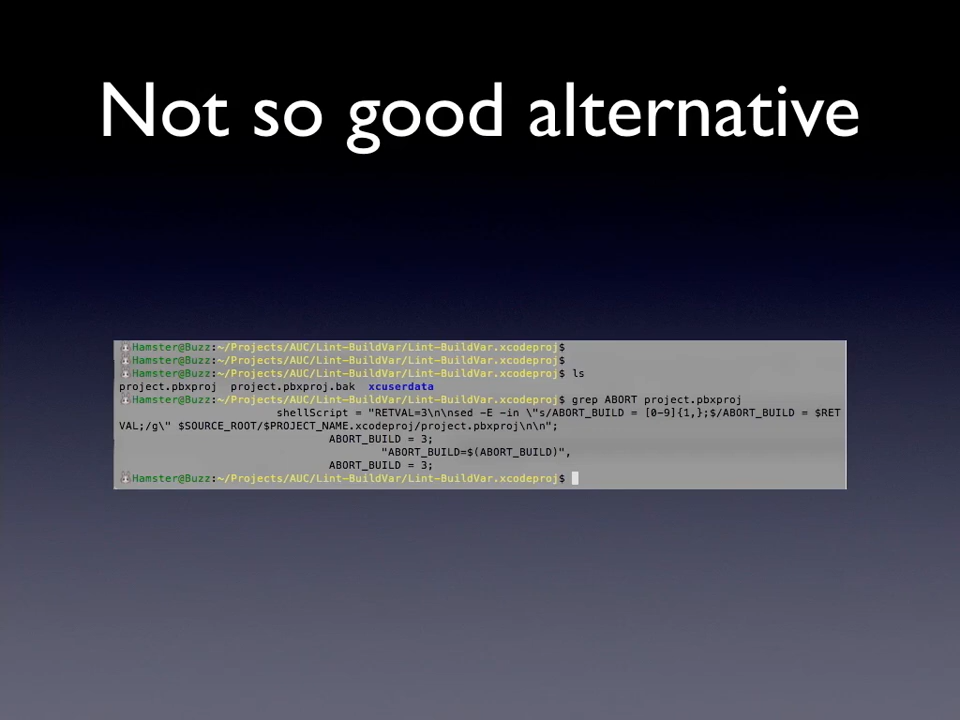 Not so good alternative
Hamster@Buzz:~/Projects/AUC/Lint-BuildVar/Lint-BuildVar.xcodeproj$
Hamster@Buzz:~/Projects/AUC/Lint-BuildVar/Lint-BuildVar.xcodeproj$
Hamster@Buzz:~/Projects/AUC/Lint-BuildVar/Lint-BuildVar.xcodeproj$ ls
project.pbxproj  project.pbxproj.bak  xcuserdata
Hamster@Buzz:~/Projects/AUC/Lint-BuildVar/Lint-BuildVar.xcodeproj$ grep ABORT project.pbxproj
shellScript = "RETVAL=3\n\nsed -E -in \"s/ABORT_BUILD = [0-9]{1,};$/ABORT_BUILD = $RET
VAL;/g\" $SOURCE_ROOT/$PROJECT_NAME.xcodeproj/project.pbxproj\n\n";
ABORT_BUILD = 3;
"ABORT_BUILD=$(ABORT_BUILD)",
ABORT_BUILD = 3;
Hamster@Buzz:~/Projects/AUC/Lint-BuildVar/Lint-BuildVar.xcodeproj$